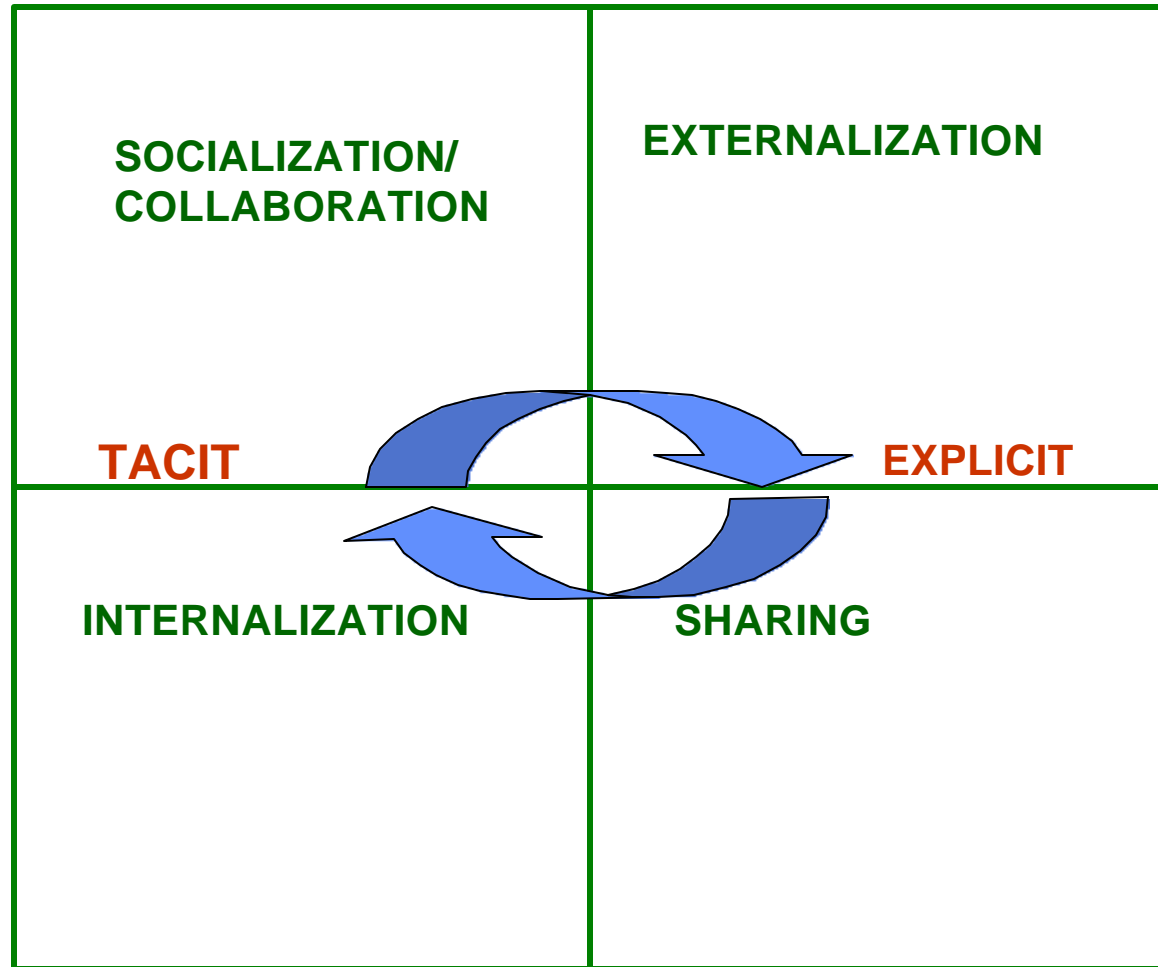 SOCIALIZATION/
COLLABORATION
EXTERNALIZATION
TACIT
EXPLICIT
INTERNALIZATION
SHARING